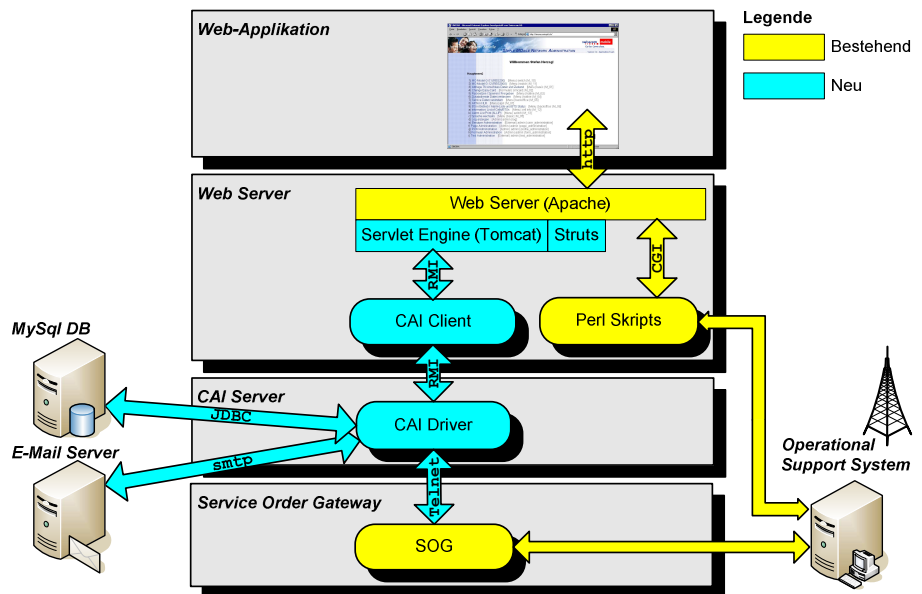 Web-Applikation
Legende
Bestehend
Neu
http
Web Server
Web Server (Apache)
Servlet Engine (Tomcat)
Struts
RMI
CGI
CAI Client
Perl Skripts
MySql DB
RMI
CAI Server
JDBC
CAI Driver
E-Mail Server
smtp
Operational
Support System
Telnet
Service Order Gateway
SOG